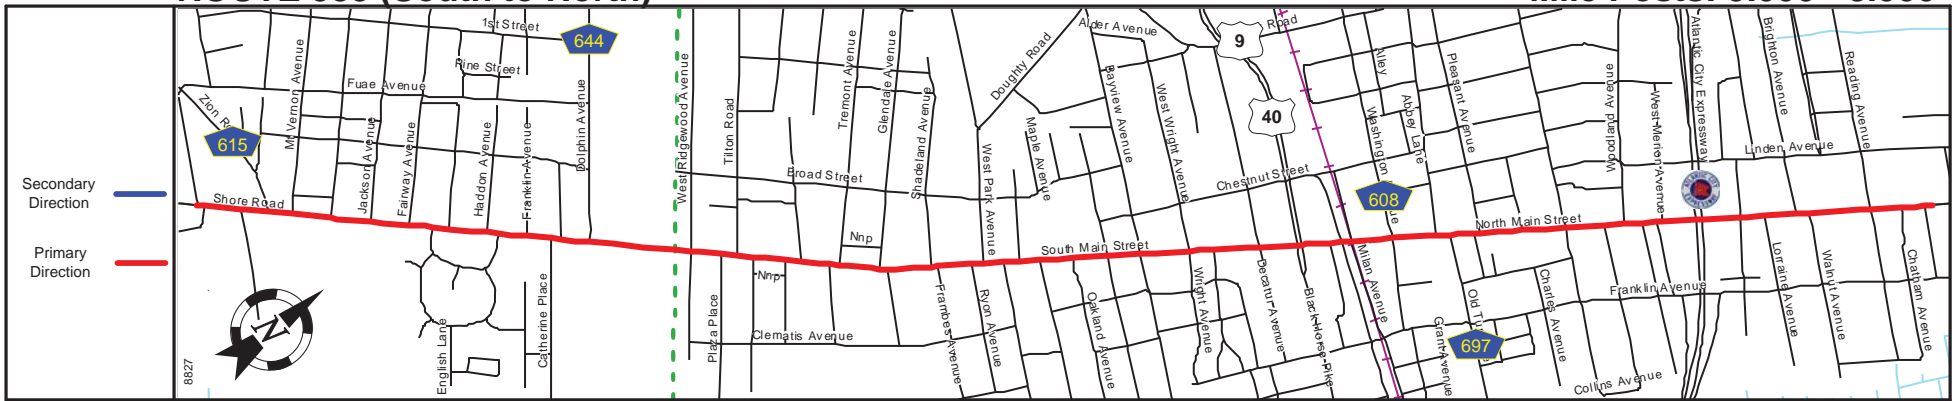 Secondary
Direction
Primary
Direction
1st Street
644
Pine Street
Fuae Avenue
Zion
615
Mt Vernon Avenue
Jackson Avenue
Fairway Avenue
Haddon Avenue
Franklin Avenue
Dolphin Avenue
Shore Road
8827
English Lane
Catherine Place
West Ridgewood Avenue
Tilton Road
Plaza Place
Nnp
Clematis Avenue
Broad Street
Nnp
Tremont Avenue
Glendale Avenue
Shadeland Avenue
Frambes Avenue
Ryon Avenue
West Park Avenue
Doughty Road
Maple Avenue
Alder Avenue
Bayview Avenue
West Wright Avenue
South Main Street
Oakland Avenue
Wright Avenue
Decatur Avenue
Black Horse Pike
Chestnut Street
9
40
Road
Milan Avenue
Alley
Washington
608
Abbey Lane
Pleasant Avenue
North Main Street
Grant Avenue
697
Charles Avenue
Collins Avenue
Franklin Avenue
Woodland Avenue
West Merion Avenue
Atlantic City Expressway
Brighton Avenue
Reading Avenue
Linden Avenue
Lorraine Avenue
Walnut Avenue
Chatham Avenue